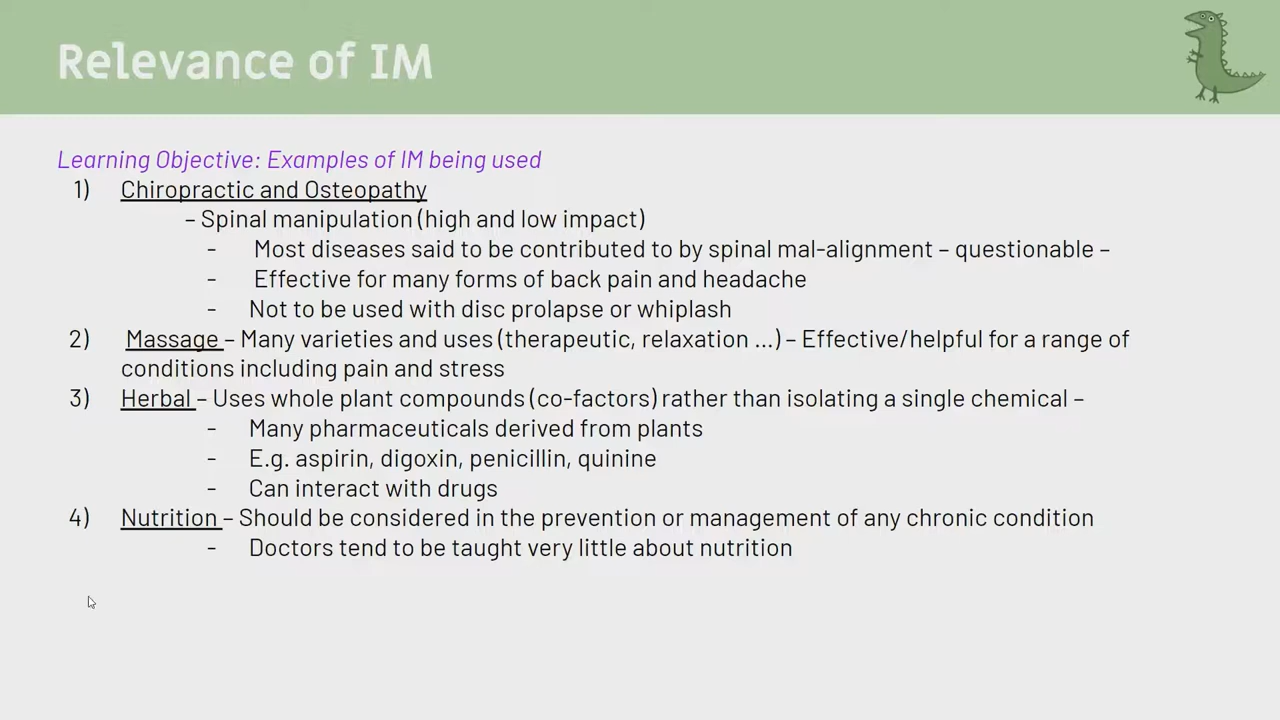 Relevance of IM
Learning Objective: Examples of IM being used
1) Chiropractic and Osteopathy
– Spinal manipulation (high and low impact)
- Most diseases said to be contributed to by spinal mal-alignment – questionable –
- Effective for many forms of back pain and headache
- Not to be used with disc prolapse or whiplash
2) Massage – Many varieties and uses (therapeutic, relaxation ...) – Effective/helpful for a range of
conditions including pain and stress
3) Herbal – Uses whole plant compounds (co-factors) rather than isolating a single chemical –
- Many pharmaceuticals derived from plants
- E.g. aspirin, digoxin, penicillin, quinine
- Can interact with drugs
4) Nutrition – Should be considered in the prevention or management of any chronic condition
- Doctors tend to be taught very little about nutrition